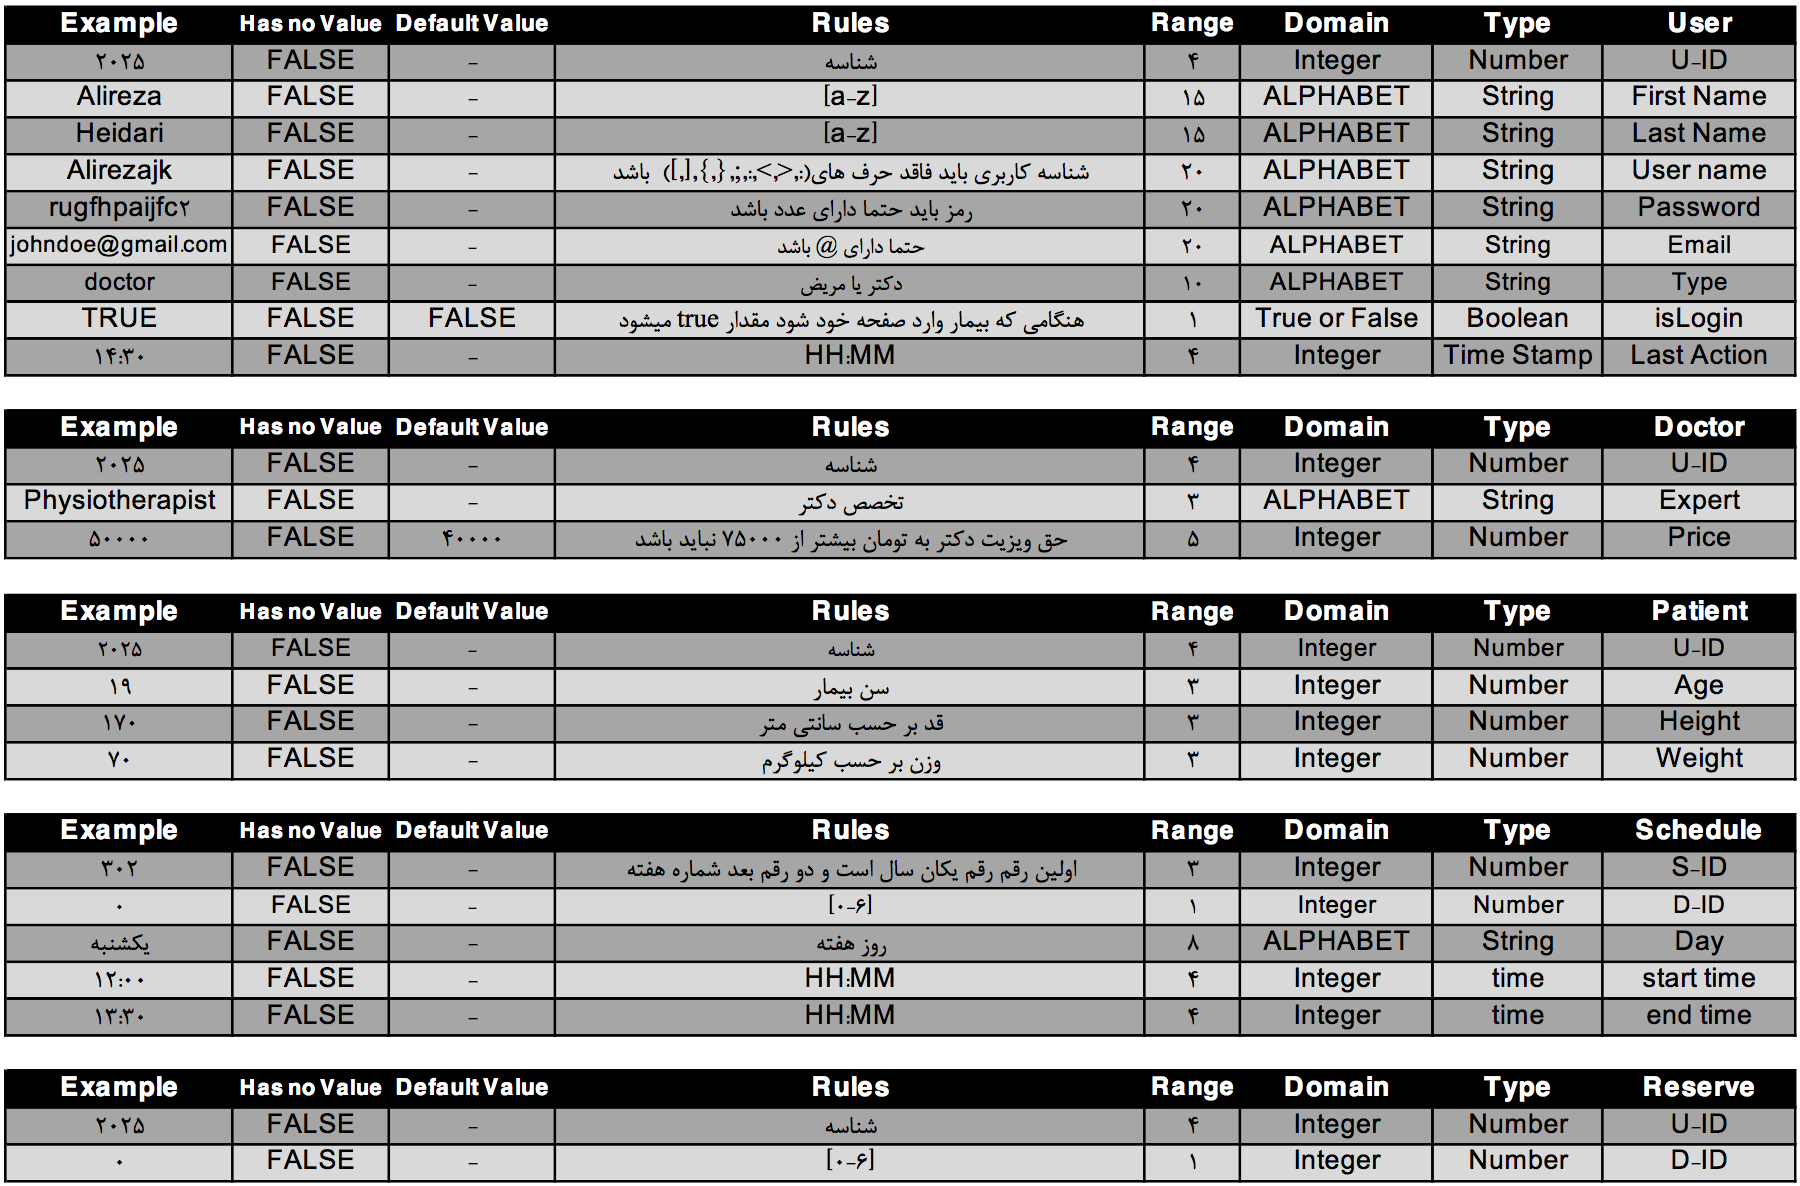 Example Has no Value Default Value Rules Range Domain Type User
۲۰۲۵ FALSE - شناسه ۴ Integer Number U-ID
Alireza FALSE - [a-z] ۱۵ ALPHABET String First Name
Heidari FALSE - [a-z] ۱۵ ALPHABET String Last Name
Alirezajk FALSE - شناسه کاربری باید فاقد حرف های(:,<,>,:,;,{,},[,]) باشد ۲۰ ALPHABET String User name
rugfhpaijfc۲ FALSE - رمز باید حتما دارای عدد باشد ۲۰ ALPHABET String Password
johndoe@gmail.com FALSE - حتما دارای @ باشد ۲۰ ALPHABET String Email
doctor FALSE - دکتر یا مریض ۱۰ ALPHABET String Type
TRUE FALSE FALSE هنگامی که بیمار وارد صفحه خود شود مقدار true میشود ۱ True or False Boolean isLogin
۱۴:۳۰ FALSE - HH:MM ۴ Integer Time Stamp Last Action
Example Has no Value Default Value Rules Range Domain Type Doctor
۲۰۲۵ FALSE - شناسه ۴ Integer Number U-ID
Physiotherapist FALSE - تخصص دکتر ۳ ALPHABET String Expert
۵۰۰۰۰ FALSE ۴۰۰۰۰ حق ویزیت دکتر به تومان بیشتر از ۷۵۰۰۰ نباید باشد ۵ Integer Number Price
Example Has no Value Default Value Rules Range Domain Type Patient
۲۰۲۵ FALSE - شناسه ۴ Integer Number U-ID
۱۹ FALSE - سن بیمار ۳ Integer Number Age
۱۷۰ FALSE - قد بر حسب سانتی متر ۳ Integer Number Height
۷۰ FALSE - وزن بر حسب کیلوگرم ۳ Integer Number Weight
Example Has no Value Default Value Rules Range Domain Type Schedule
۳۰۲ FALSE - اولین رقم رقم یکان سال است و دو رقم بعد شماره هفته ۳ Integer Number S-ID
۰ FALSE - [۰-۶] ۱ Integer Number D-ID
یکشنبه FALSE - روز هفته ۸ ALPHABET String Day
۱۲:۰۰ FALSE - HH:MM ۴ Integer time start time
۱۳:۳۰ FALSE - HH:MM ۴ Integer time end time
Example Has no Value Default Value Rules Range Domain Type Reserve
۲۰۲۵ FALSE - شناسه ۴ Integer Number U-ID
۰ FALSE - [۰-۶] ۱ Integer Number D-ID